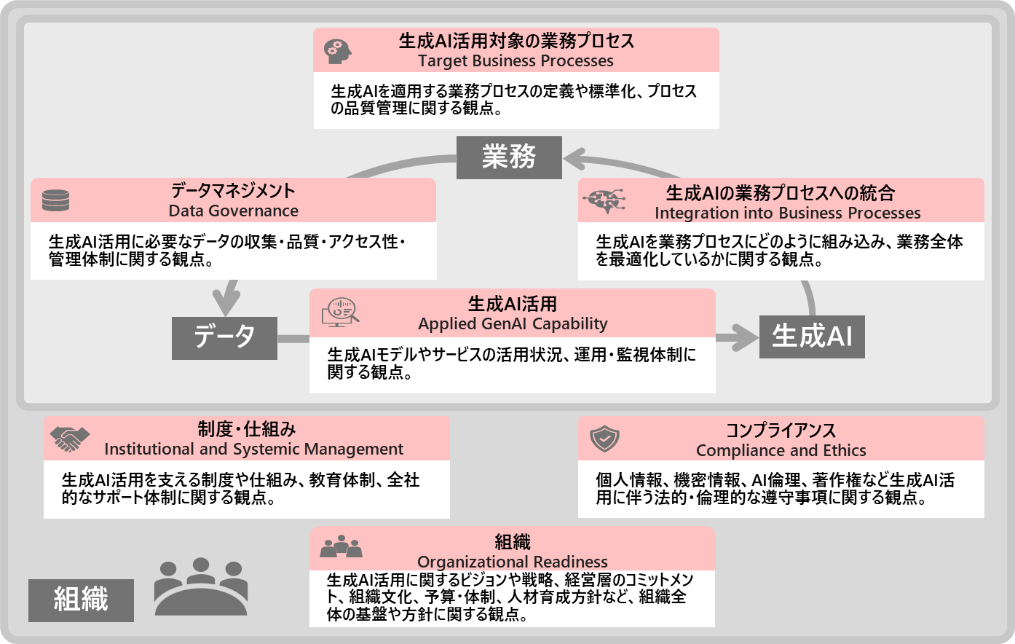 生成AI活用対象の業務プロセス
Target Business Processes
生成AIを適用する業務プロセスの定義や標準化、プロセス
の品質管理に関する観点。
業務
データマネジメント
Data Governance
生成AI活用に必要なデータの収集・品質・アクセス性・
管理体制に関する観点。
生成AIの業務プロセスへの統合
Integration into Business Processes
生成AIを業務プロセスにどのように組み込み、業務全体
を最適化しているかに関する観点。
データ
生成AI活用
Applied GenAI Capability
生成AIモデルやサービスの活用状況、運用・監視体制に
関する観点。
生成AI
制度・仕組み
Institutional and Systemic Management
生成AI活用を支える制度や仕組み、教育体制、全社
的なサポート体制に関する観点。
コンプライアンス
Compliance and Ethics
個人情報、機密情報、AI倫理、著作権など生成AI活
用に伴う法的・倫理的な遵守事項に関する観点。
組織
Organizational Readiness
生成AI活用に関するビジョンや戦略、経営層のコミットメン
ト、組織文化、予算・体制、人材育成方針など、組織全
体の基盤や方針に関する観点。
組織